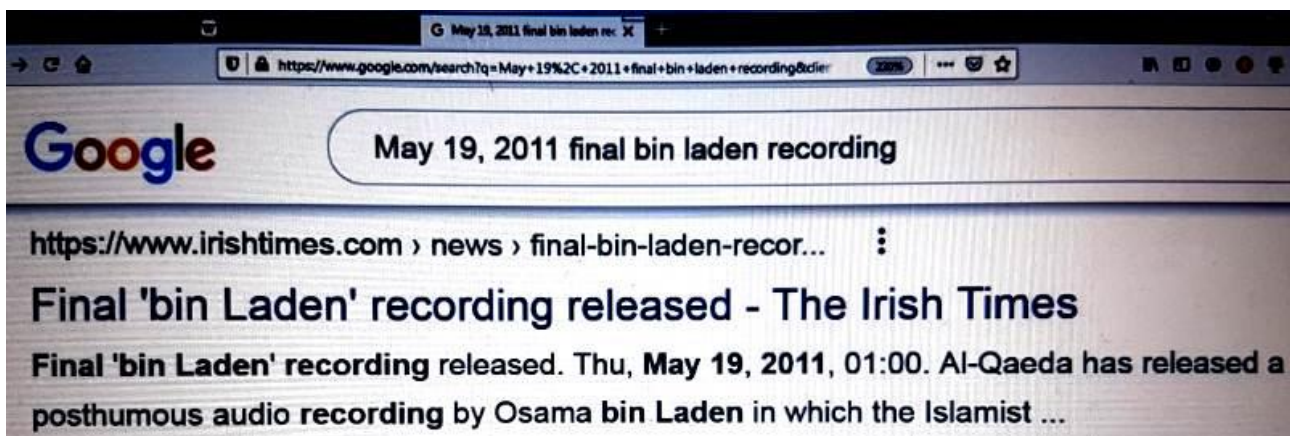 G May 19, 2011 final bin laden rec X +
https://www.google.com/search?q=May+19%2C+2011+final+bin+laden+recording&clien 220% ...
Google May 19, 2011 final bin laden recording
https://www.irishtimes.com › news › final-bin-laden-recor...
Final 'bin Laden' recording released - The Irish Times
Final 'bin Laden' recording released. Thu, May 19, 2011, 01:00. Al-Qaeda has released a
posthumous audio recording by Osama bin Laden in which the Islamist ...